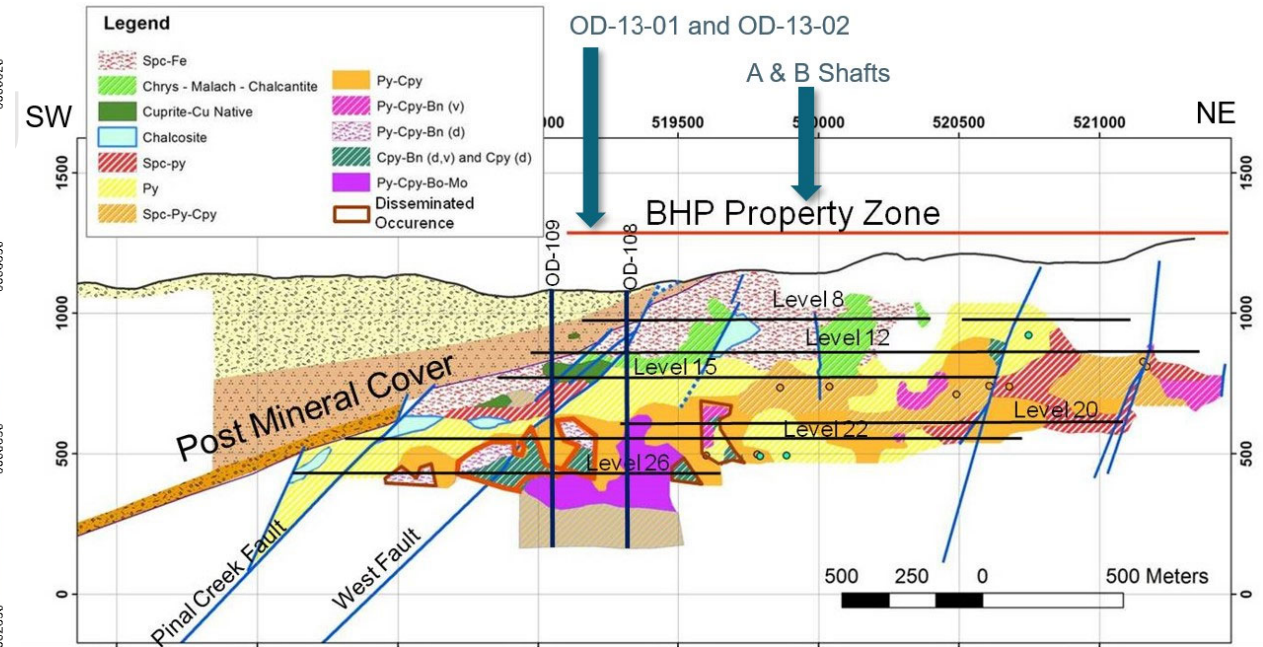 Legend
Spc-Fe
Chrys - Malach - Chalcantite
Cuprite-Cu Native
Chalcosite
Spc-py
Py
Spc-Py-Cpy
Py-Cpy
Py-Cpy-Bn (v)
Py-Cpy-Bn (d)
Cpy-Bn (d,v) and Cpy (d)
Py-Cpy-Bo-Mo
Disseminated
Occurence
OD-13-01 and OD-13-02
A & B Shafts
SW
NE
519500
520500
521000
1500
1500
BHP Property Zone
OD-109
OD-108
1000
1000
Level 8
Level 12
Level 15
Level 20
Level 22
Level 26
Post Mineral Cover
500
500
Pinal Creek Fault
West Fault
500
250
0
500 Meters
0
0